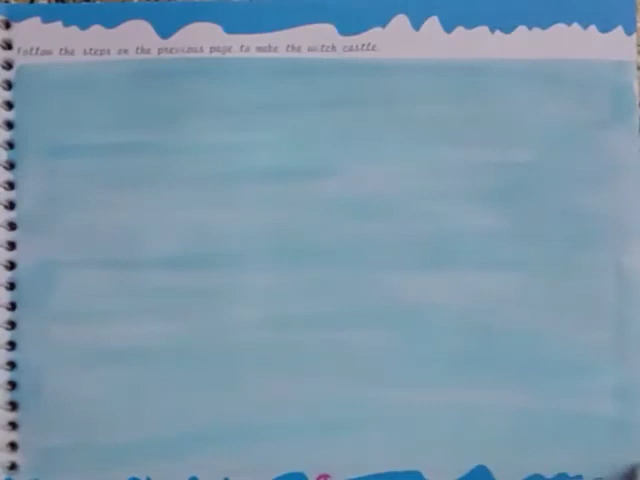 Follow the steps on the previous page to make the witch castle.